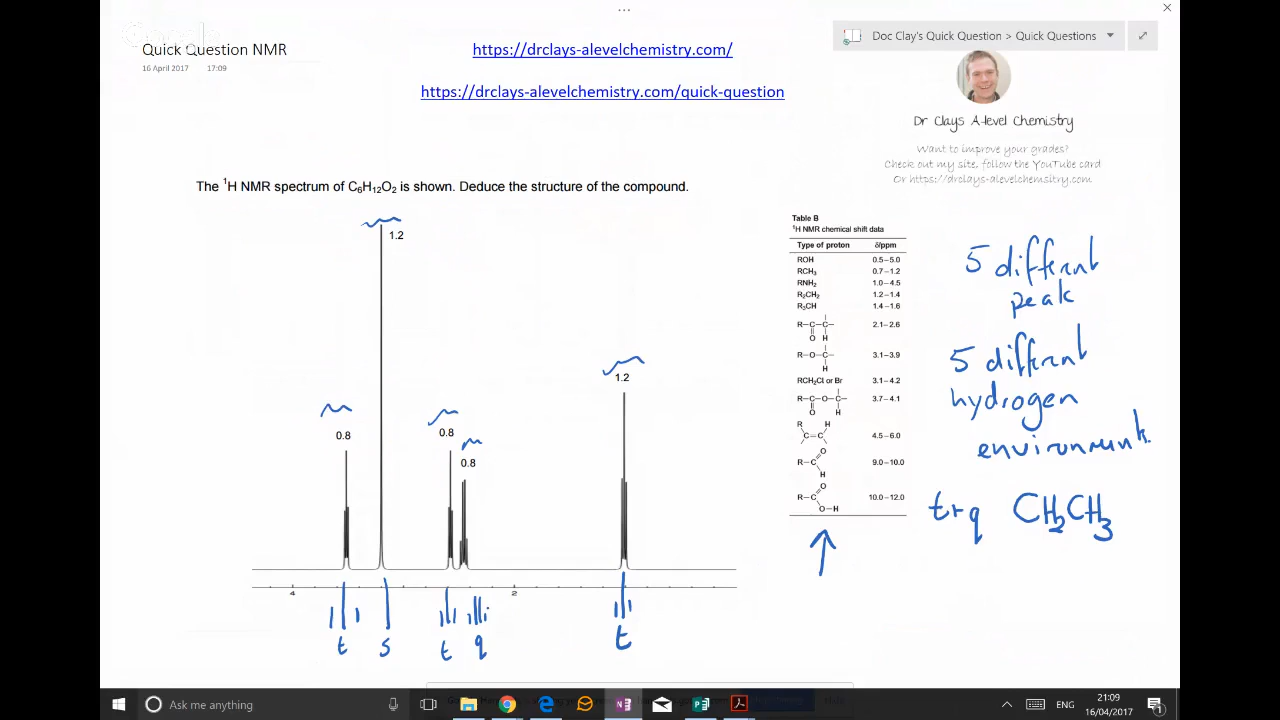 ...
Quick Question NMR
16 April 2017 17:09
https://drclays-alevelchemistry.com/
https://drclays-alevelchemistry.com/quick-question
Doc Clay's Quick Question > Quick Questions
Dr Clays A-level Chemistry
Want to improve your grades?
Check out my site, follow the YouTube card
Or https://drclays-alevelchemsitry.com
The ¹H NMR spectrum of C₆H₁₂O₂ is shown. Deduce the structure of the compound.
1.2
1.2
0.8
0.8
0.8
4
2
t s t q t
Table B
¹H NMR chemical shift data
Type of proton δ/ppm
ROH 0.5–5.0
RCH₃ 0.7–1.2
RNH₂ 1.0–4.5
R₂CH₂ 1.2–1.4
R₃CH 1.4–1.6
R–C–C– 2.1–2.6
O H
R–O–C– 3.1–3.9
H
RCH₂Cl or Br 3.1–4.2
R–C–O–C– 3.7–4.1
O H
R H
C=C 4.5–6.0
O
R–C 9.0–10.0
H
O
R–C 10.0–12.0
O–H
5 different
peak
5 different
hydrogen
environments
t+q CH₂CH₃
Ask me anything
ENG
21:09
16/04/2017